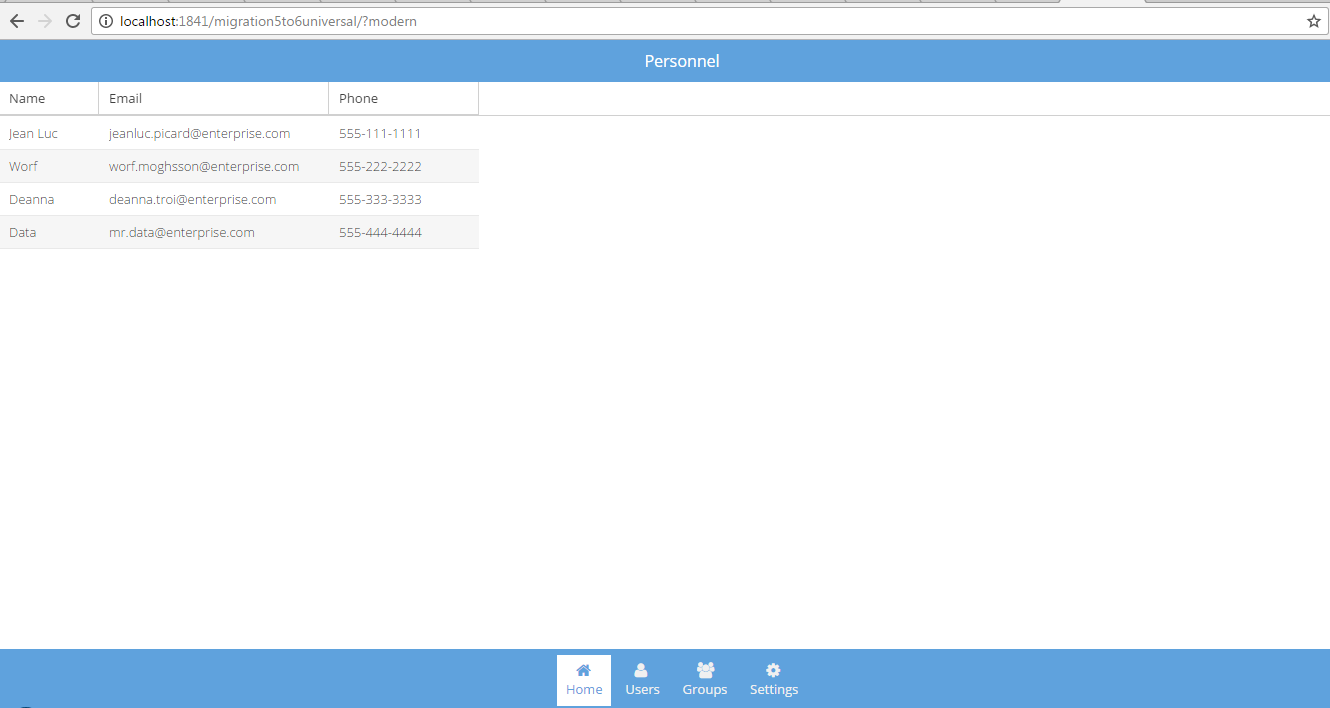 localhost:1841/migration5to6universal/?modern
Personnel
Name Email Phone
Jean Luc jeanluc.picard@enterprise.com 555-111-1111
Worf worf.moghsson@enterprise.com 555-222-2222
Deanna deanna.troi@enterprise.com 555-333-3333
Data mr.data@enterprise.com 555-444-4444
Home Users Groups Settings